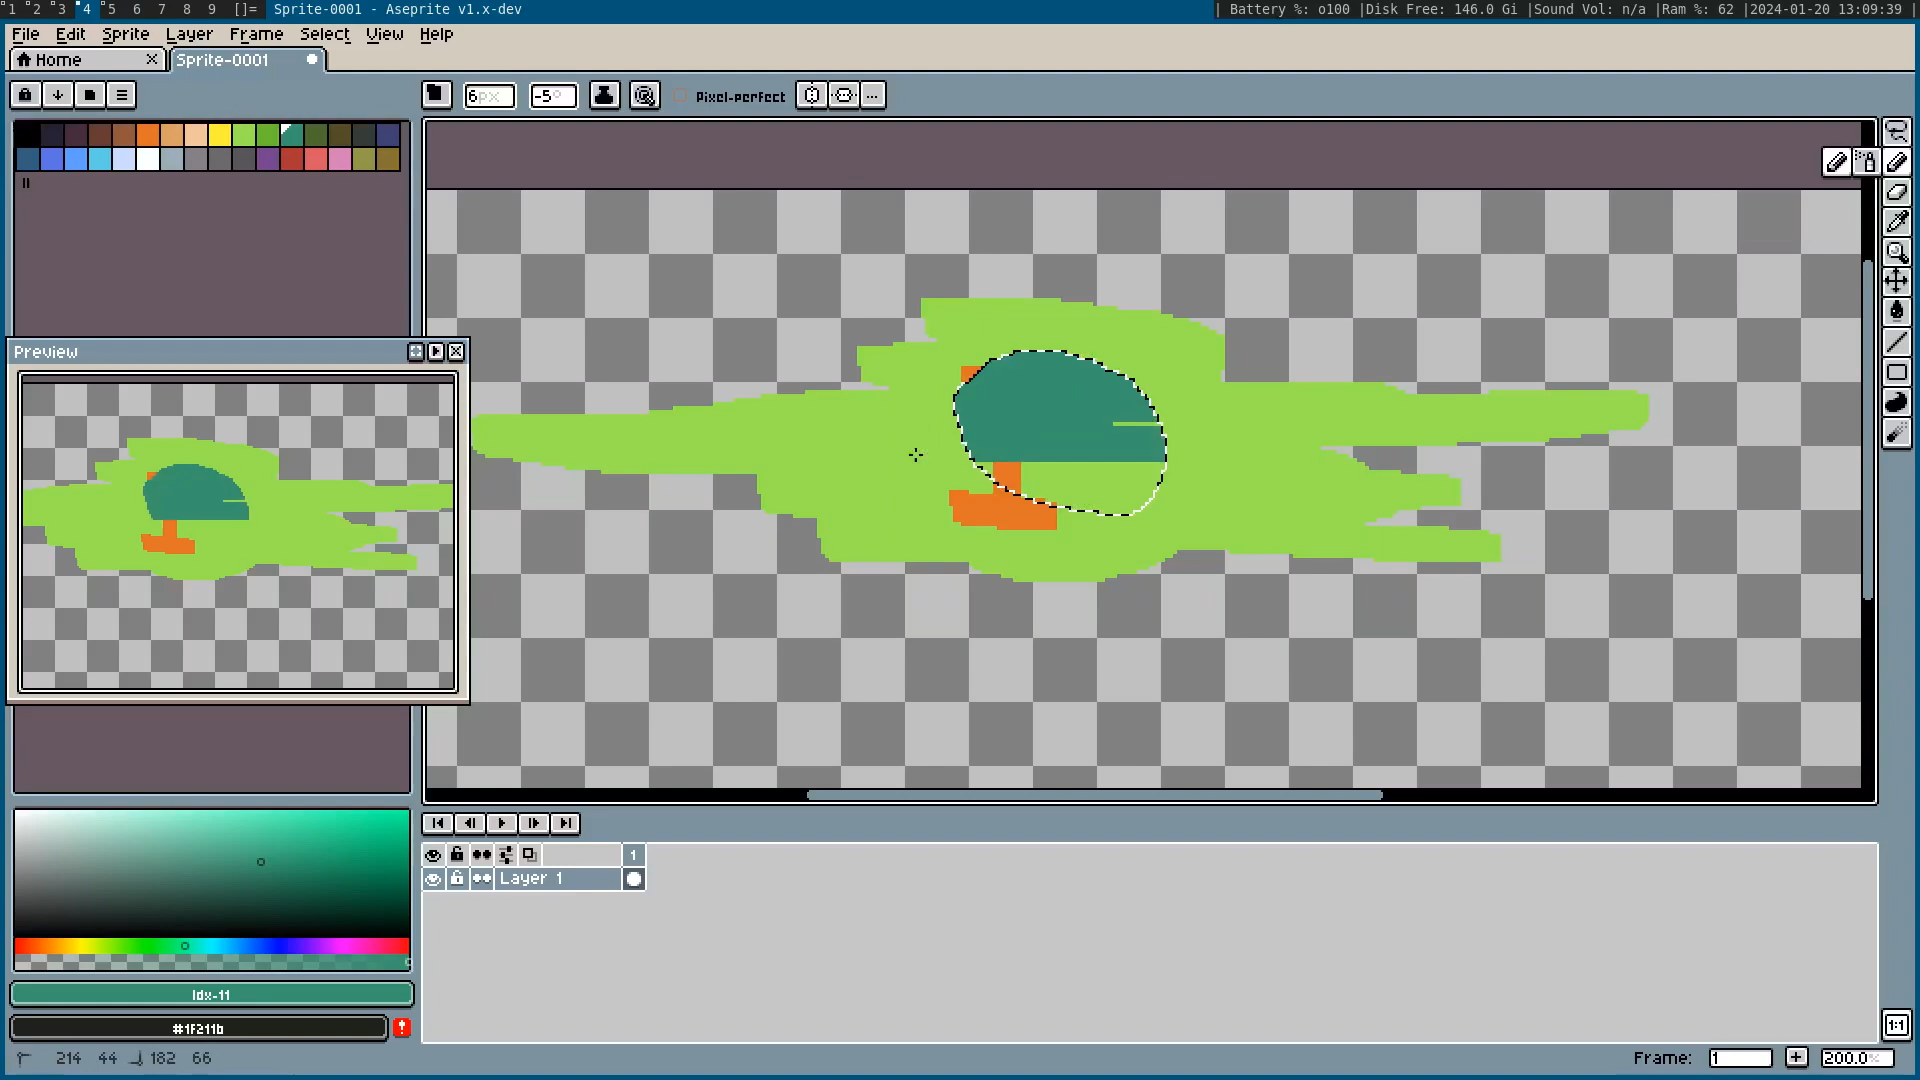 1 2 3 4 5 6 7 8 9 []= Sprite-0001 - Aseprite v1.x-dev | Battery %: o100 |Disk Free: 146.0 Gi |Sound Vol: n/a |Ram %: 62 |2024-01-20 13:09:39 |
File Edit Sprite Layer Frame Select View Help
Home Sprite-0001
6px -5° Pixel-perfect ...
Preview
1
Layer 1
Idx-11
#1f211b
1:1
214 44 182 66 Frame: 1 + 200.0%